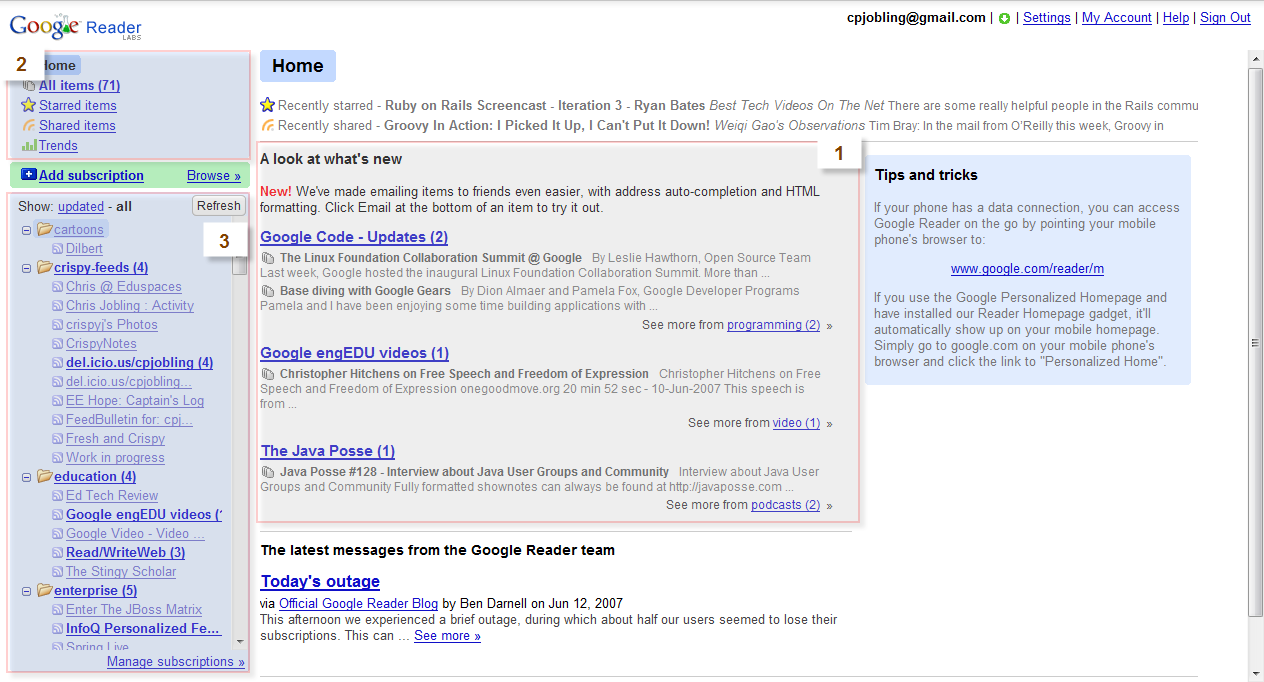 Google Reader
LABS
cpjobling@gmail.com | | Settings | My Account | Help | Sign Out
2
Home
All items (71)
Starred items
Shared items
Trends
Add subscription Browse »
Show: updated - all Refresh
3
cartoons
Dilbert
crispy-feeds (4)
Chris @ Eduspaces
Chris Jobling : Activity
crispyj's Photos
CrispyNotes
del.icio.us/cpjobling (4)
del.icio.us/cpjobling...
EE Hope: Captain's Log
FeedBulletin for: cpj...
Fresh and Crispy
Work in progress
education (4)
Ed Tech Review
Google engEDU videos (
Google Video - Video ...
Read/WriteWeb (3)
The Stingy Scholar
enterprise (5)
Enter The JBoss Matrix
InfoQ Personalized Fe...
Spring Live
Manage subscriptions »
Home
Recently starred - Ruby on Rails Screencast - Iteration 3 - Ryan Bates Best Tech Videos On The Net There are some really helpful people in the Rails commu
Recently shared - Groovy In Action: I Picked It Up, I Can't Put It Down! Weiqi Gao's Observations Tim Bray: In the mail from O'Reilly this week, Groovy in
1
A look at what's new
New! We've made emailing items to friends even easier, with address auto-completion and HTML
formatting. Click Email at the bottom of an item to try it out.
Google Code - Updates (2)
The Linux Foundation Collaboration Summit @ Google By Leslie Hawthorn, Open Source Team
Last week, Google hosted the inaugural Linux Foundation Collaboration Summit. More than ...
Base diving with Google Gears By Dion Almaer and Pamela Fox, Google Developer Programs
Pamela and I have been enjoying some time building applications with ...
See more from programming (2) »
Google engEDU videos (1)
Christopher Hitchens on Free Speech and Freedom of Expression Christopher Hitchens on Free
Speech and Freedom of Expression onegoodmove.org 20 min 52 sec - 10-Jun-2007 This speech is
from ...
See more from video (1) »
The Java Posse (1)
Java Posse #128 - Interview about Java User Groups and Community Interview about Java User
Groups and Community Fully formatted shownotes can always be found at http://javaposse.com ...
See more from podcasts (2) »
The latest messages from the Google Reader team
Today's outage
via Official Google Reader Blog by Ben Darnell on Jun 12, 2007
This afternoon we experienced a brief outage, during which about half our users seemed to lose their
subscriptions. This can ... See more »
Tips and tricks
If your phone has a data connection, you can access
Google Reader on the go by pointing your mobile
phone's browser to:
www.google.com/reader/m
If you use the Google Personalized Homepage and
have installed our Reader Homepage gadget, it'll
automatically show up on your mobile homepage.
Simply go to google.com on your mobile phone's
browser and click the link to "Personalized Home".